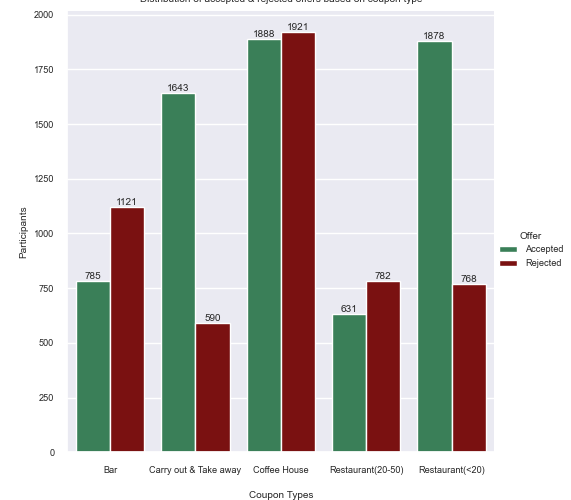 Distribution of accepted & rejected offers based on coupon type
2000
1750
1500
1250
1000
750
500
250
0
Participants
785
1121
1643
590
1888
1921
631
782
1878
768
Bar
Carry out & Take away
Coffee House
Restaurant(20-50)
Restaurant(<20)
Coupon Types
Offer
Accepted
Rejected